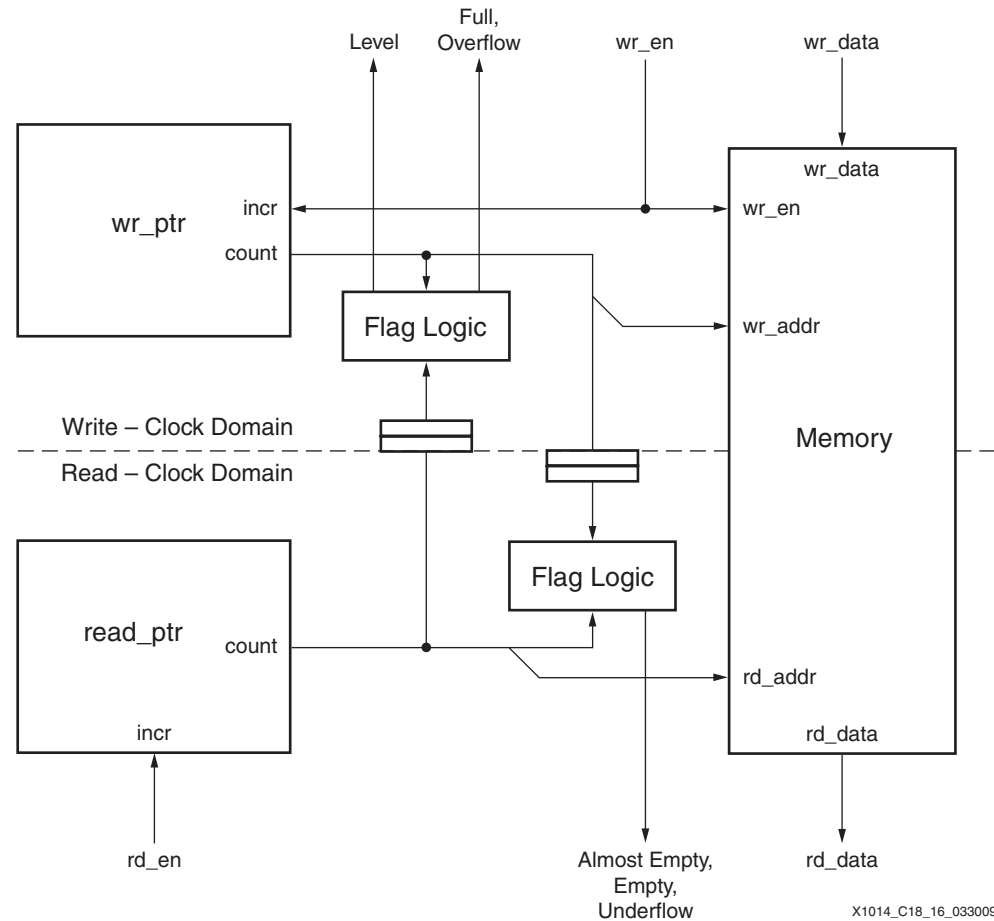 Full,
Level
Overflow
wr_en
wr_data
wr_data
incr
wr_en
wr_ptr
count
Flag Logic
wr_addr
Write – Clock Domain
Memory
Read – Clock Domain
Flag Logic
read_ptr
count
rd_addr
incr
rd_data
rd_en
Almost Empty,
Empty,
Underflow
rd_data
X1014_C18_16_033009